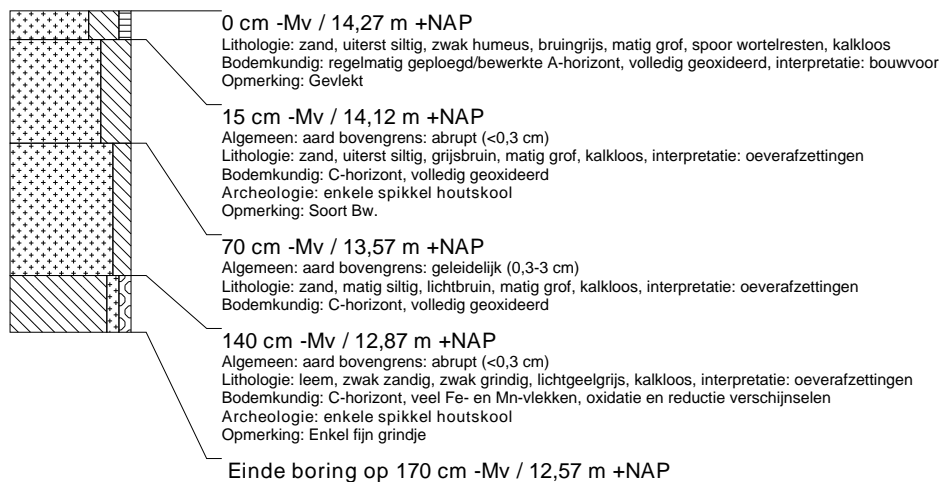 0 cm -Mv / 14,27 m +NAP
Lithologie: zand, uiterst siltig, zwak humeus, bruingrijs, matig grof, spoor wortelresten, kalkloos
Bodemkundig: regelmatig geploegd/bewerkte A-horizont, volledig geoxideerd, interpretatie: bouwvoor
Opmerking: Gevlekt
15 cm -Mv / 14,12 m +NAP
Algemeen: aard bovengrens: abrupt (<0,3 cm)
Lithologie: zand, uiterst siltig, grijsbruin, matig grof, kalkloos, interpretatie: oeverafzettingen
Bodemkundig: C-horizont, volledig geoxideerd
Archeologie: enkele spikkel houtskool
Opmerking: Soort Bw.
70 cm -Mv / 13,57 m +NAP
Algemeen: aard bovengrens: geleidelijk (0,3-3 cm)
Lithologie: zand, matig siltig, lichtbruin, matig grof, kalkloos, interpretatie: oeverafzettingen
Bodemkundig: C-horizont, volledig geoxideerd
140 cm -Mv / 12,87 m +NAP
Algemeen: aard bovengrens: abrupt (<0,3 cm)
Lithologie: leem, zwak zandig, zwak grindig, lichtgeelgrijs, kalkloos, interpretatie: oeverafzettingen
Bodemkundig: C-horizont, veel Fe- en Mn-vlekken, oxidatie en reductie verschijnselen
Archeologie: enkele spikkel houtskool
Opmerking: Enkel fijn grindje
Einde boring op 170 cm -Mv / 12,57 m +NAP